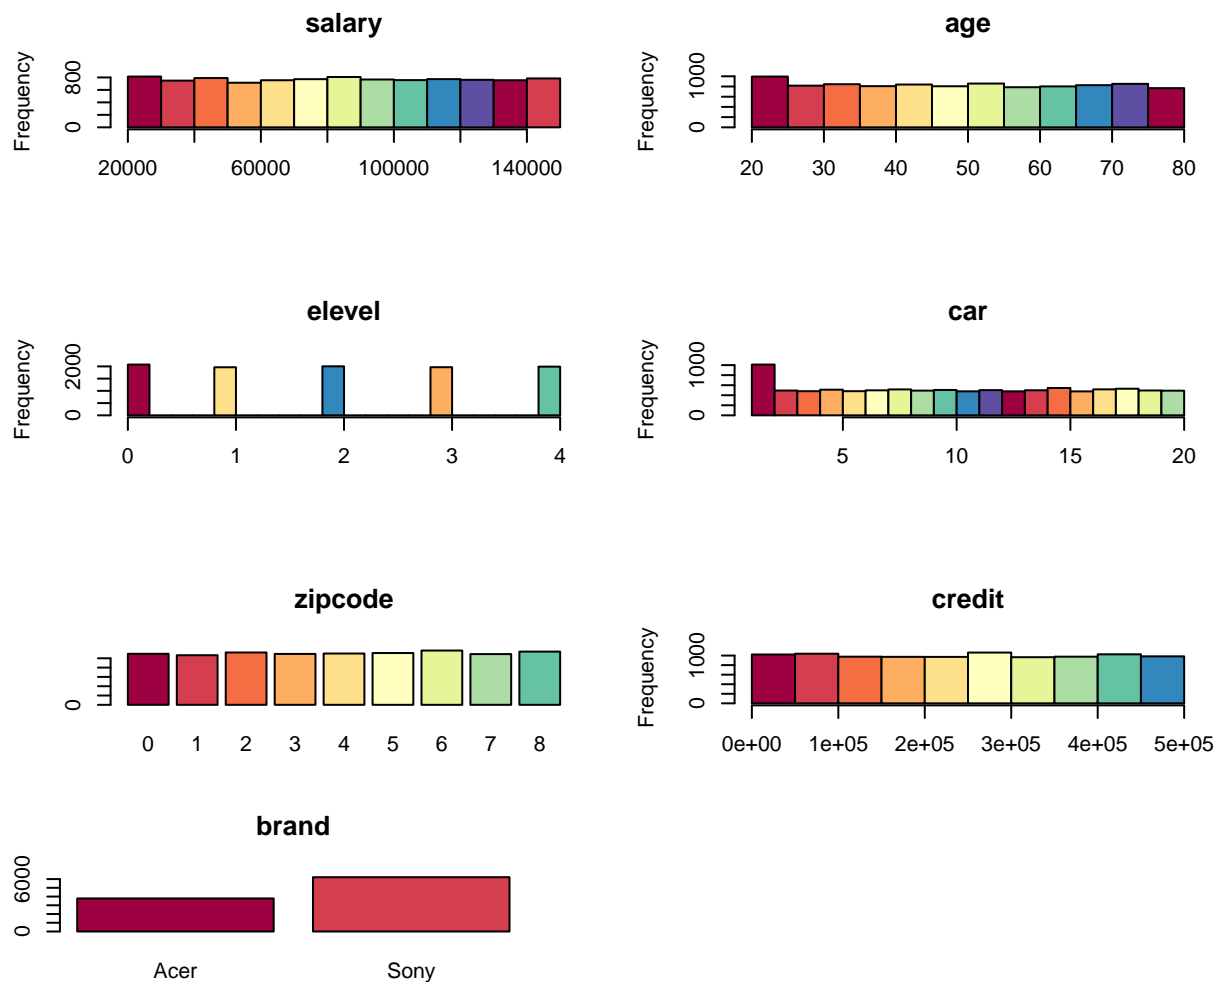 salary
Frequency
0
800
20000 60000 100000 140000
age
Frequency
0
1000
20 30 40 50 60 70 80
elevel
Frequency
0
2000
0 1 2 3 4
car
Frequency
0
1000
5 10 15 20
zipcode
0
0 1 2 3 4 5 6 7 8
credit
Frequency
0
1000
0e+00 1e+05 2e+05 3e+05 4e+05 5e+05
brand
0
6000
Acer Sony